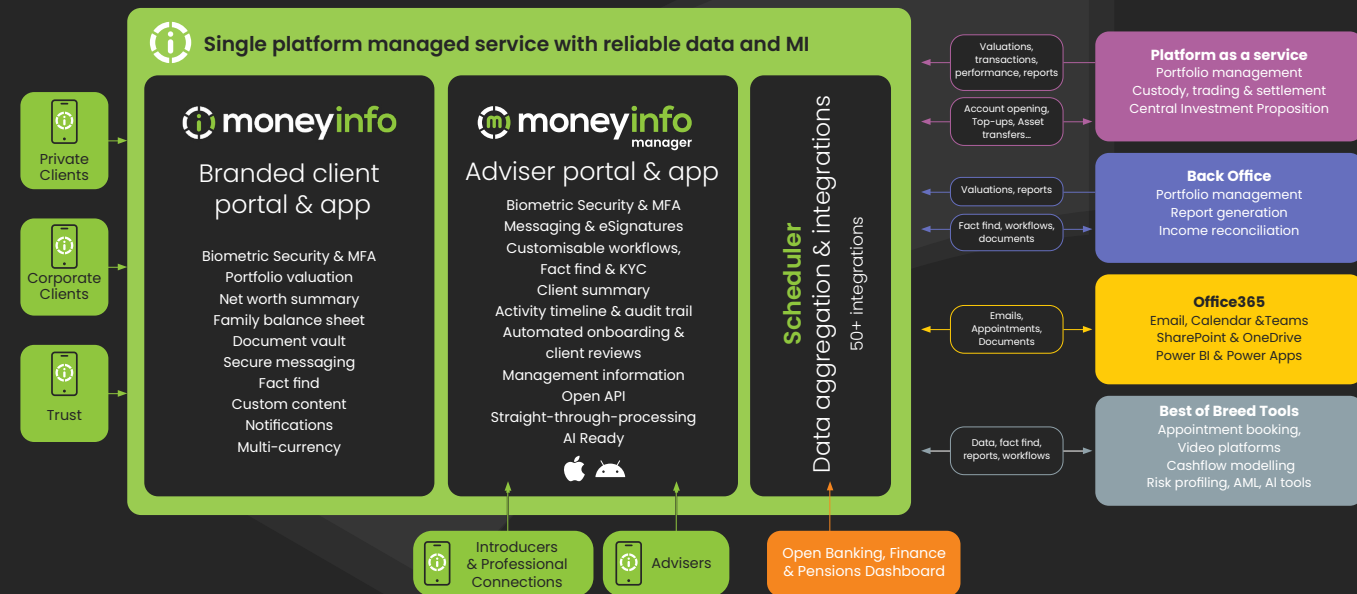 Single platform managed service with reliable data and MI
Private
Clients
Corporate
Clients
Trust
moneyinfo
Branded client
portal & app
Biometric Security & MFA
Portfolio valuation
Net worth summary
Family balance sheet
Document vault
Secure messaging
Fact find
Custom content
Notifications
Multi-currency
moneyinfo
manager
Adviser portal & app
Biometric Security & MFA
Messaging & eSignatures
Customisable workflows,
Fact find & KYC
Client summary
Activity timeline & audit trail
Automated onboarding &
client reviews
Management information
Open API
Straight-through-processing
AI Ready
Scheduler
Data aggregation & integrations
50+ integrations
Valuations,
transactions,
performance, reports
Account opening,
Top-ups, Asset
transfers...
Valuations, reports
Fact find, workflows,
documents
Emails,
Appointments,
Documents
Data, fact find,
reports, workflows
Platform as a service
Portfolio management
Custody, trading & settlement
Central Investment Proposition
Back Office
Portfolio management
Report generation
Income reconciliation
Office365
Email, Calendar &Teams
SharePoint & OneDrive
Power BI & Power Apps
Best of Breed Tools
Appointment booking,
Video platforms
Cashflow modelling
Risk profiling, AML, AI tools
Introducers
& Professional
Connections
Advisers
Open Banking, Finance
& Pensions Dashboard